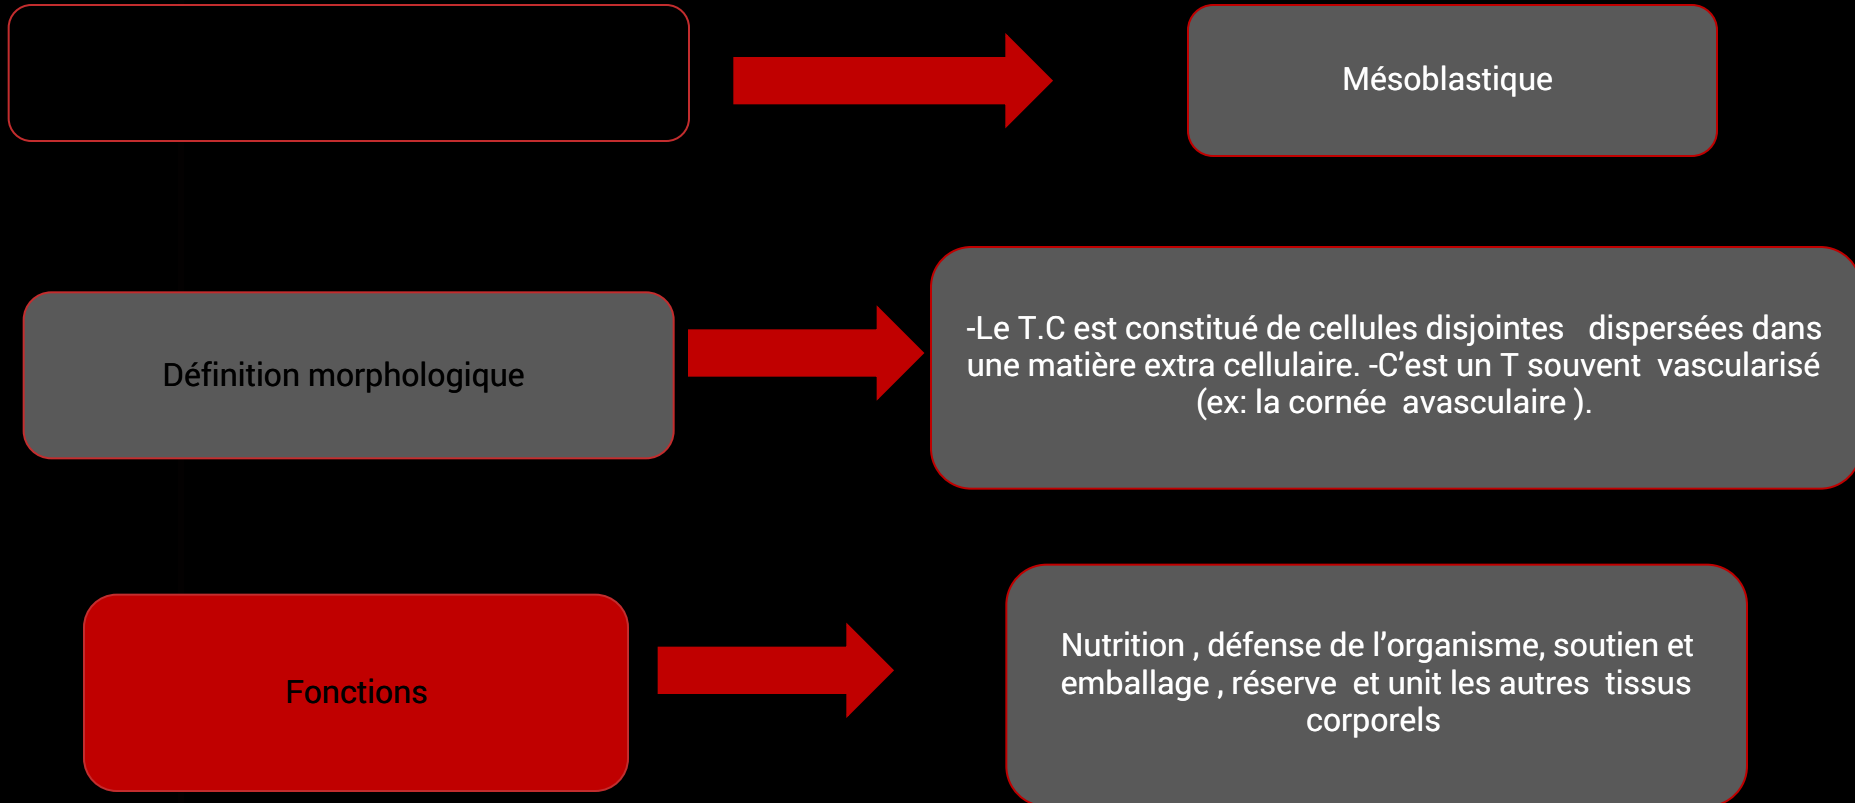 Mésoblastique
Définition morphologique
-Le T.C est constitué de cellules disjointes dispersées dans
une matière extra cellulaire. -C’est un T souvent vascularisé
(ex: la cornée avasculaire ).
Fonctions
Nutrition , défense de l’organisme, soutien et
emballage , réserve et unit les autres tissus
corporels